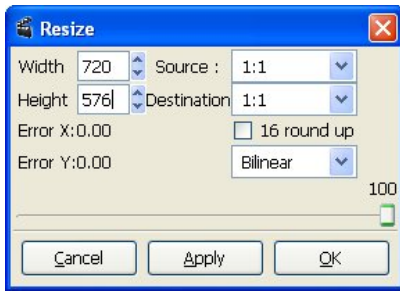 Resize
Width 720 Source : 1:1
Height 576 Destination 1:1
Error X:0.00 16 round up
Error Y:0.00 Bilinear
100
Cancel Apply OK